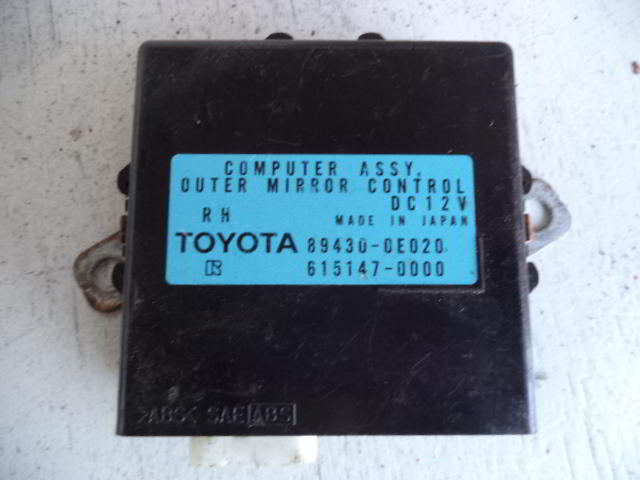 COMPUTER ASSY,
OUTER MIRROR CONTROL
DC12V
RH MADE IN JAPAN
TOYOTA 89430-0E020
R 615147-0000
>ABS< SAE ABS